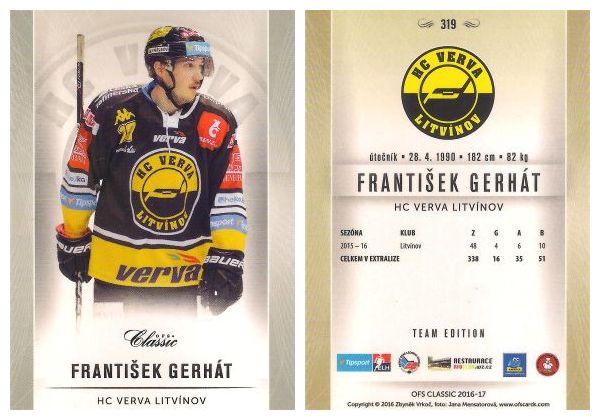 HC VERVA
Tipsport
27
verva
HC VERVA
LITVÍNOV
verva
BAUER
OFS
Classic
FRANTIŠEK GERHÁT
HC VERVA LITVÍNOV
319
HC VERVA
LITVÍNOV
útočník • 28. 4. 1990 • 182 cm • 82 kg
FRANTIŠEK GERHÁT
HC VERVA LITVÍNOV
SEZÓNA KLUB Z G A B
2015 – 16 Litvínov 48 4 6 10
CELKEM V EXTRALIZE 338 16 35 51
TEAM EDITION
Tipsport ELH RESTAURACE
OFS CLASSIC 2016-17
Copyright © 2016 Zbyněk Vrkoč, foto: Jana Mensatorová, www.ofscards.com